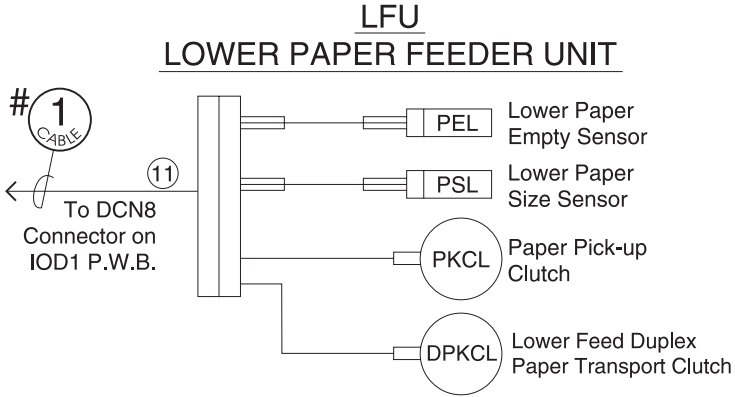 LFU
LOWER PAPER FEEDER UNIT
#
1
CABLE
11
To DCN8
Connector on
IOD1 P.W.B.
PEL
Lower Paper
Empty Sensor
PSL
Lower Paper
Size Sensor
PKCL
Paper Pick-up
Clutch
DPKCL
Lower Feed Duplex
Paper Transport Clutch